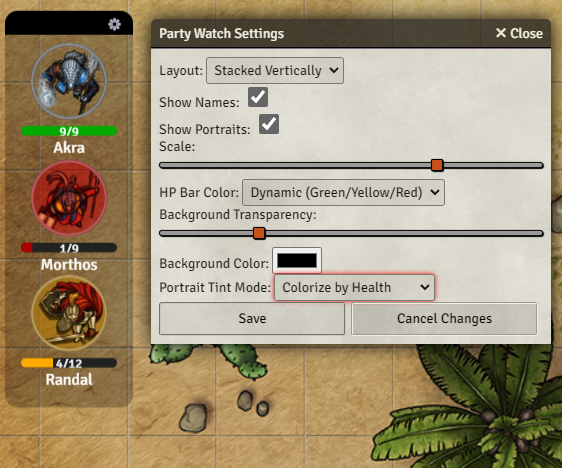 9/9
Akra
1/9
Morthos
4/12
Randal
Party Watch Settings
✕ Close
Layout: Stacked Vertically
Show Names:
Show Portraits:
Scale:
HP Bar Color: Dynamic (Green/Yellow/Red)
Background Transparency:
Background Color:
Portrait Tint Mode: Colorize by Health
Save
Cancel Changes